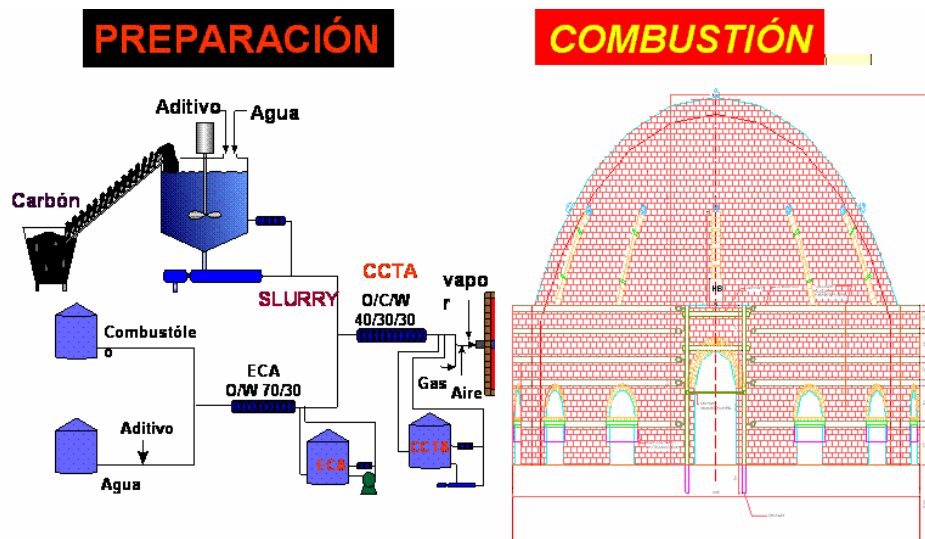 PREPARACIÓN
COMBUSTIÓN
Aditivo
Agua
Carbón
SLURRY
CCTA
O/C/W
40/30/30
vapo
r
Combustóle
o
ECA
O/W 70/30
Gas
Aire
Aditivo
Agua
ECA
CCTA
HB